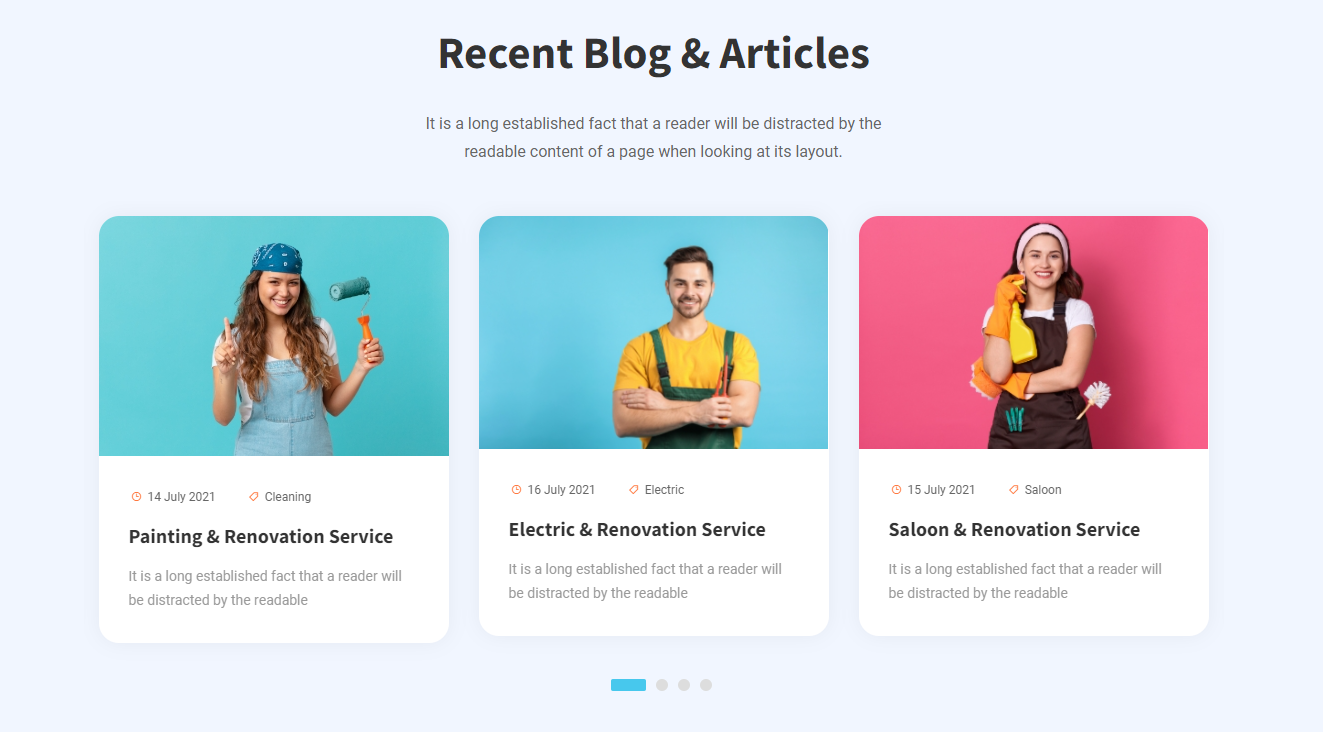 Recent Blog & Articles
It is a long established fact that a reader will be distracted by the
readable content of a page when looking at its layout.
14 July 2021 Cleaning
Painting & Renovation Service
It is a long established fact that a reader will
be distracted by the readable
16 July 2021 Electric
Electric & Renovation Service
It is a long established fact that a reader will
be distracted by the readable
15 July 2021 Saloon
Saloon & Renovation Service
It is a long established fact that a reader will
be distracted by the readable